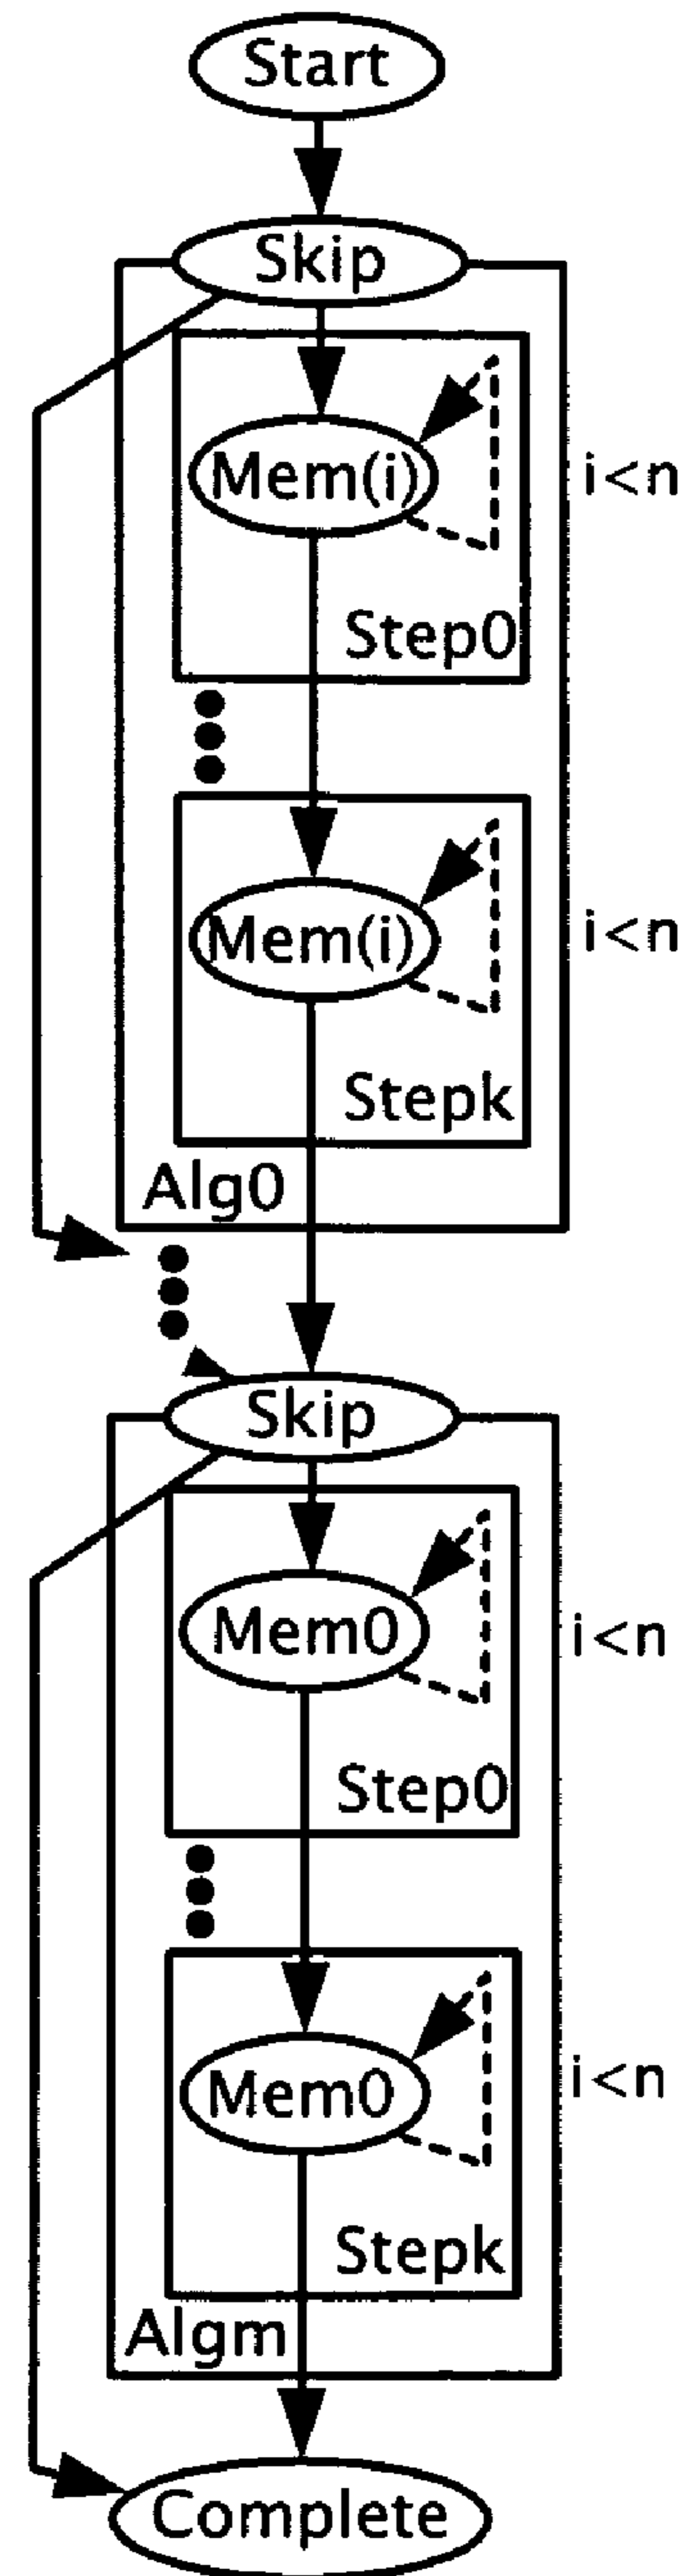 Start
Skip
Mem(i)
i<n
Step0
Mem(i)
i<n
Stepk
Alg0
Skip
Mem0
i<n
Step0
Mem0
i<n
Stepk
Algm
Complete